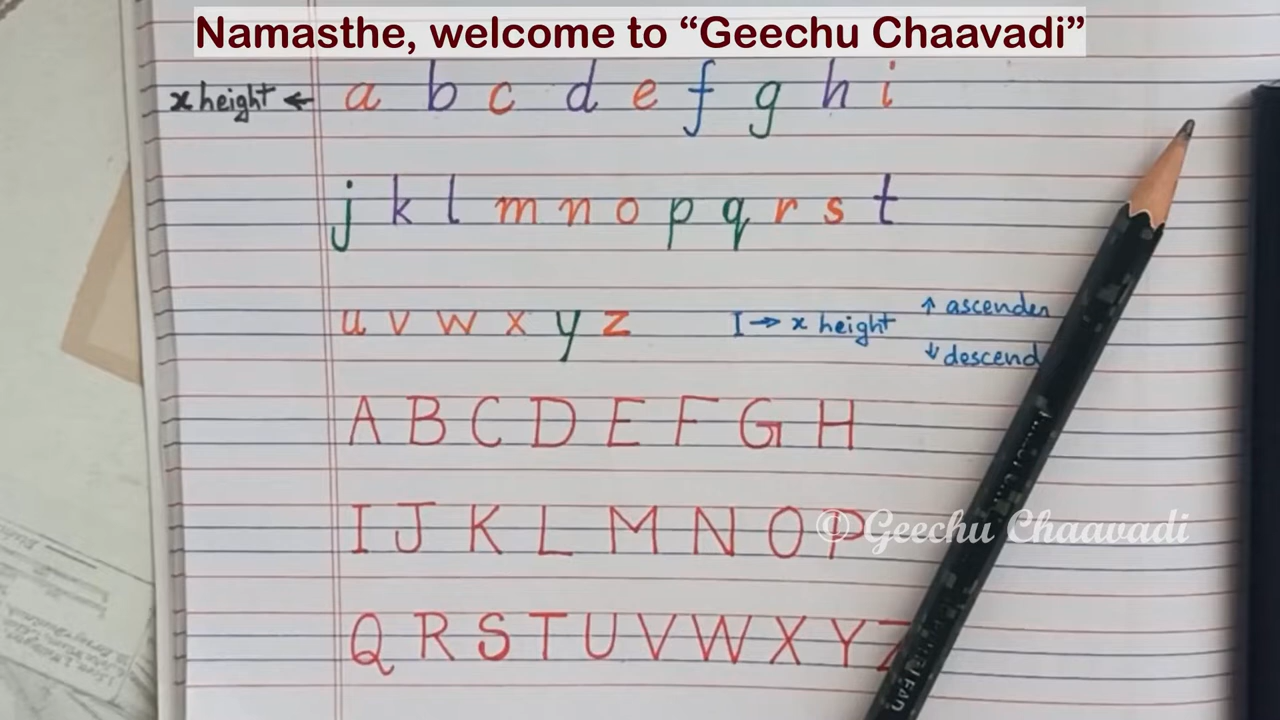 Namasthe, welcome to “Geechu Chaavadi”
x height ← a b c d e f g h i
j k l m n o p q r s t
u v w x y z I → x height ↑ ascender
↓ descend
A B C D E F G H
I J K L M N O P
© Geechu Chaavadi
Q R S T U V W X Y Z